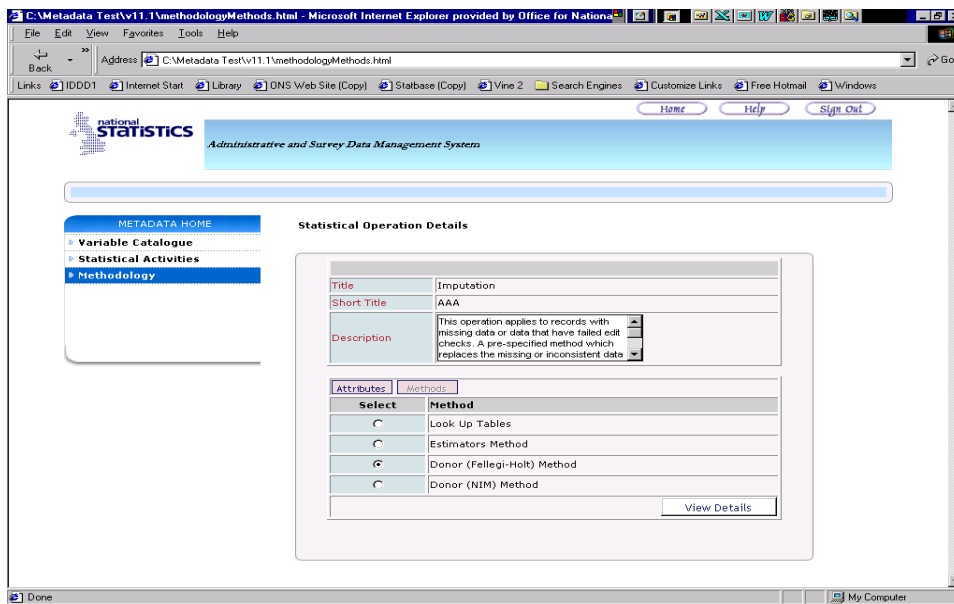 C:\Metadata Test\v11.1\methodologyMethods.html - Microsoft Internet Explorer provided by Office for Nationa
File Edit View Favorites Tools Help
Back » Address C:\Metadata Test\v11.1\methodologyMethods.html Go
Links IDDD1 Internet Start Library ONS Web Site (Copy) Statbase (Copy) Vine 2 Search Engines Customize Links Free Hotmail Windows
Home Help Sign Out
national
STATISTICS
Administrative and Survey Data Management System
METADATA HOME
Variable Catalogue
Statistical Activities
Methodology
Statistical Operation Details
Title Imputation
Short Title AAA
Description This operation applies to records with
missing data or data that have failed edit
checks. A pre-specified method which
replaces the missing or inconsistent data
Attributes Methods
Select Method
Look Up Tables
Estimators Method
Donor (Fellegi-Holt) Method
Donor (NIM) Method
View Details
Done My Computer